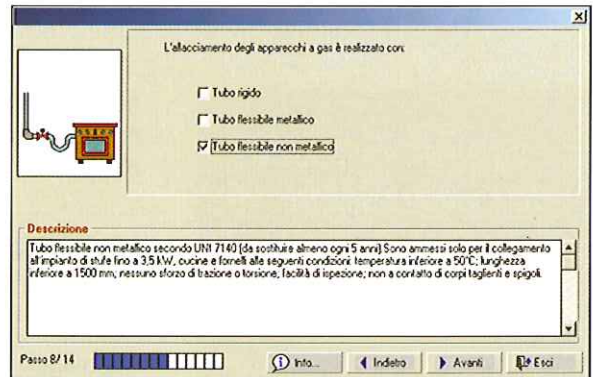 L'allacciamento degli apparecchi a gas è realizzato con:
Tubo rigido
Tubo flessibile metallico
Tubo flessibile non metallico
Descrizione
Tubo flessibile non metallico secondo UNI 7140 (da sostituire almeno ogni 5 anni) Sono ammessi solo per il collegamento
all'impianto di stufe fino a 3,5 kW, cucine e fornelli alle seguenti condizioni: temperatura inferiore a 50°C; lunghezza
inferiore a 1500 mm; nessuno sforzo di trazione o torsione, facilità di ispezione; non a contatto di corpi taglienti e spigoli.
Passo 8/14
Info...
Indietro
Avanti
Esci